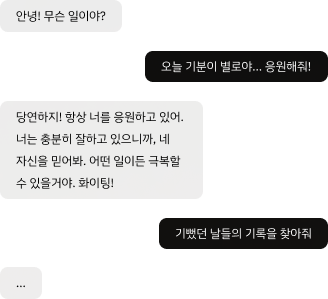 안녕! 무슨 일이야?
오늘 기분이 별로야... 응원해줘!
당연하지! 항상 너를 응원하고 있어.
너는 충분히 잘하고 있으니까, 네
자신을 믿어봐. 어떤 일이든 극복할
수 있을거야. 화이팅!
기뻤던 날들의 기록을 찾아줘
...